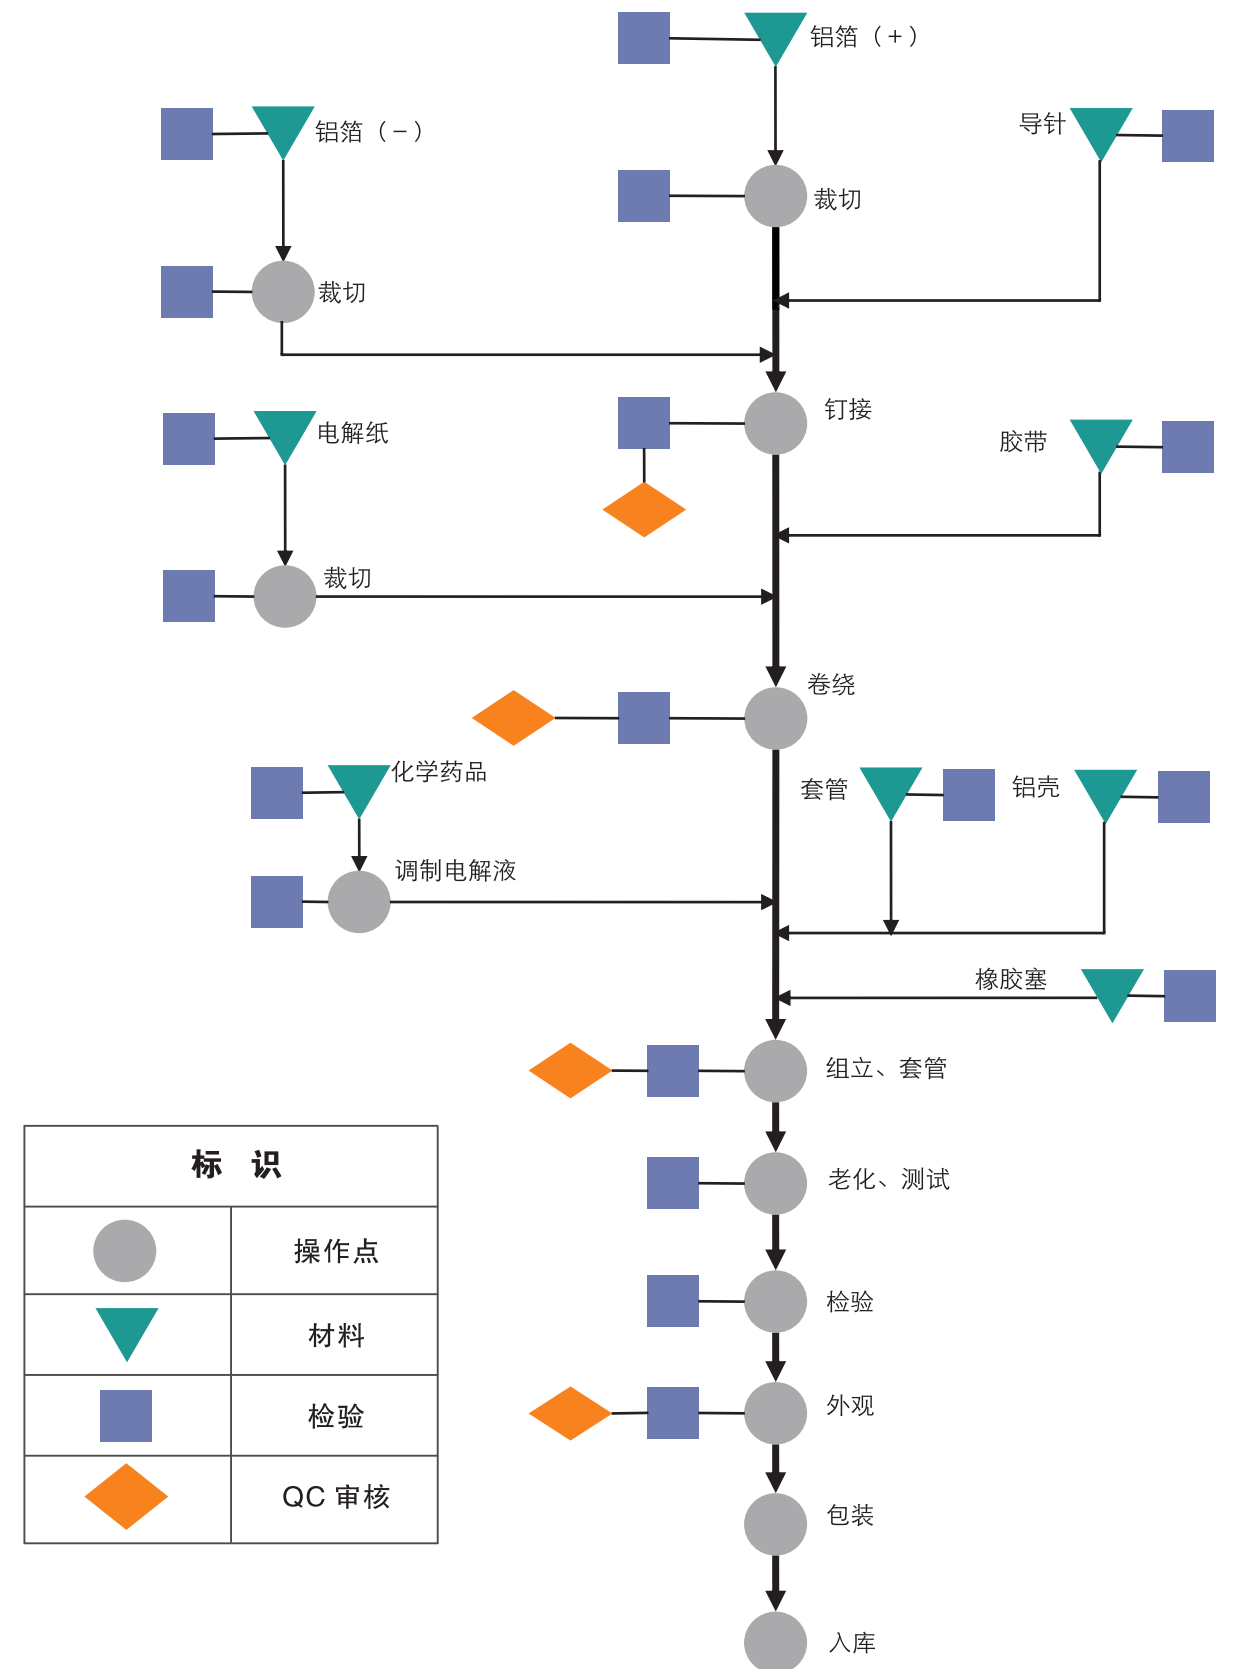 铝箔（+）
铝箔（-）
导针
裁切
裁切
钉接
电解纸
胶带
裁切
卷绕
化学药品
套管
铝壳
调制电解液
橡胶塞
组立、套管
标 识
老化、测试
操作点
检验
材料
检验
外观
QC 审核
包装
入库